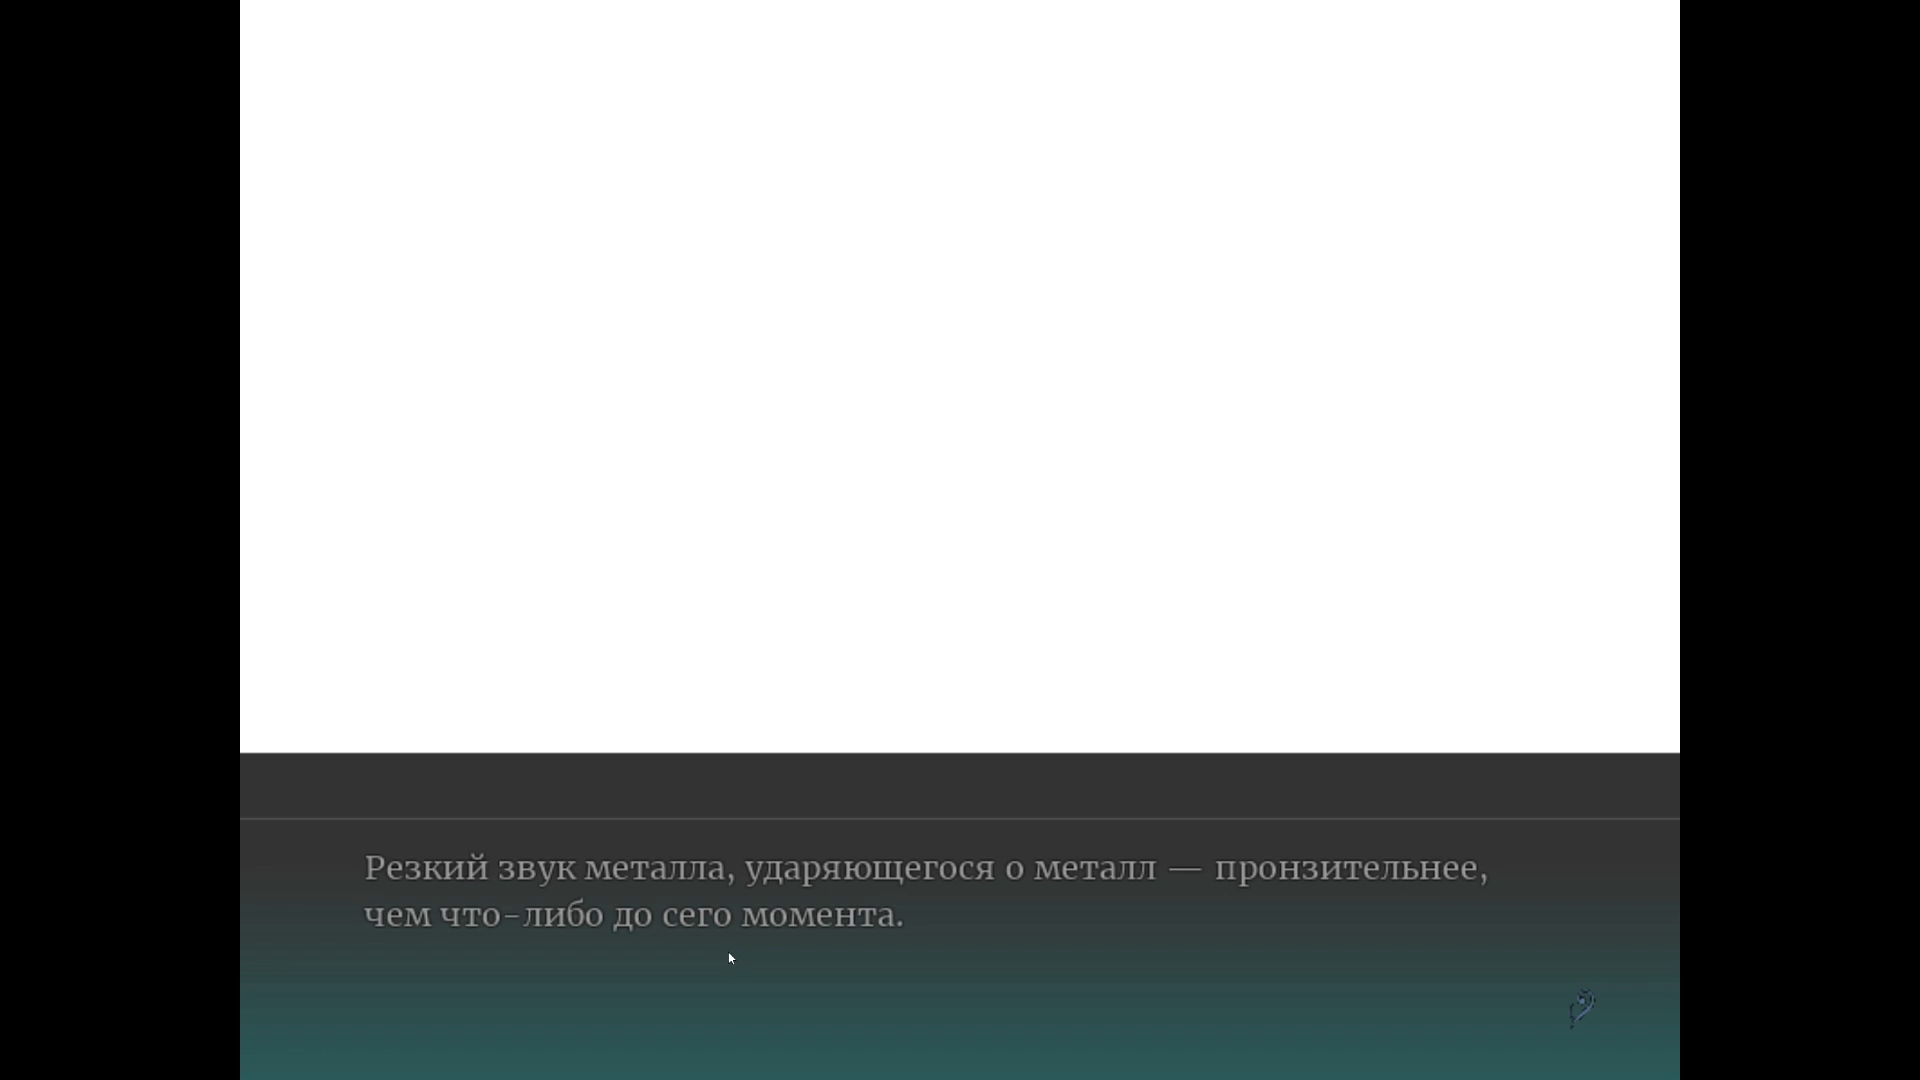 Резкий звук металла, ударяющегося о металл — пронзительнее,
чем что-либо до сего момента.